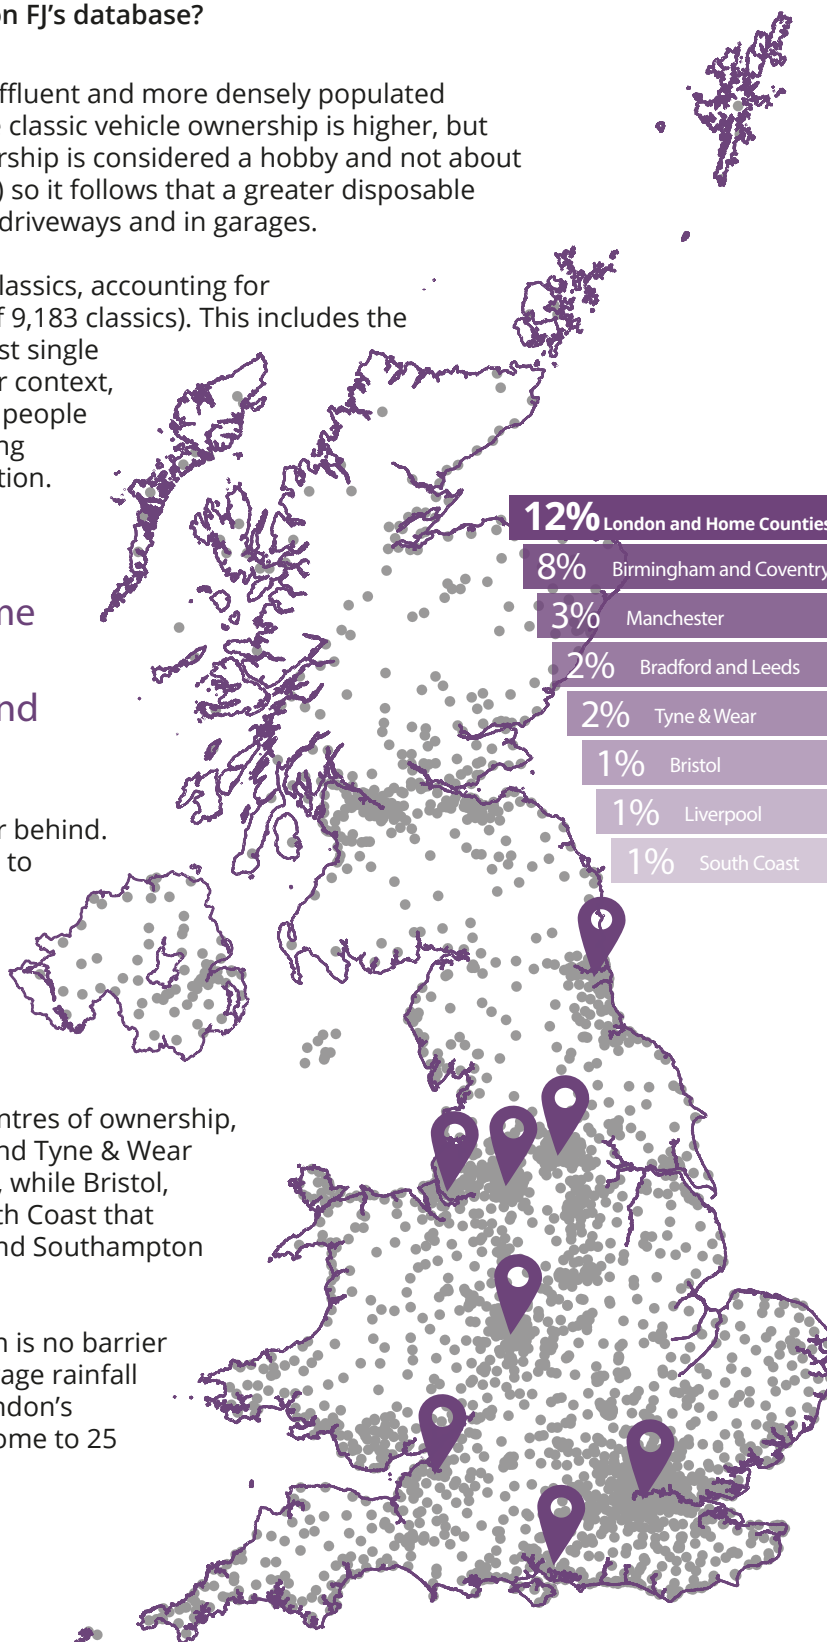 on FJ's database?
ffluent and more densely populated
classic vehicle ownership is higher, but
rship is considered a hobby and not about
) so it follows that a greater disposable
driveways and in garages.
lassics, accounting for
f 9,183 classics). This includes the
st single
r context,
people
ng
tion.
12% London and Home Counties
8% Birmingham and Coventry
3% Manchester
2% Bradford and Leeds
2% Tyne & Wear
1% Bristol
1% Liverpool
1% South Coast
me
nd
r behind.
to
ntres of ownership,
nd Tyne & Wear
, while Bristol,
th Coast that
nd Southampton
n is no barrier
age rainfall
ndon's
ome to 25